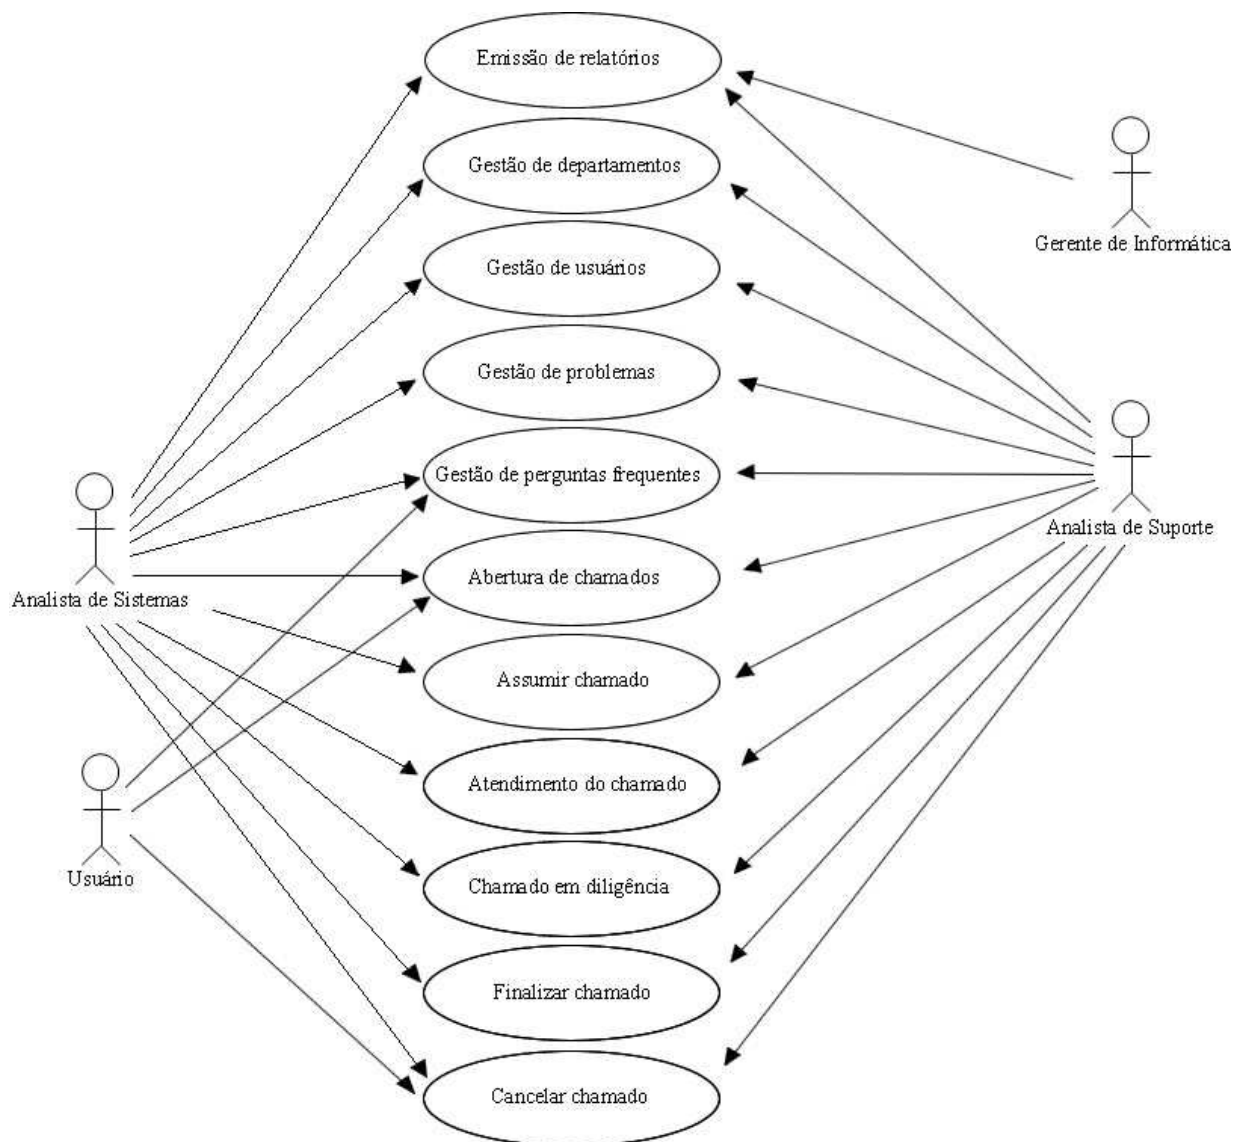 Emissão de relatórios
Gestão de departamentos
Gerente de Informática
Gestão de usuários
Gestão de problemas
Gestão de perguntas frequentes
Analista de Suporte
Abertura de chamados
Analista de Sistemas
Assumir chamado
Atendimento do chamado
Usuário
Chamado em diligência
Finalizar chamado
Cancelar chamado